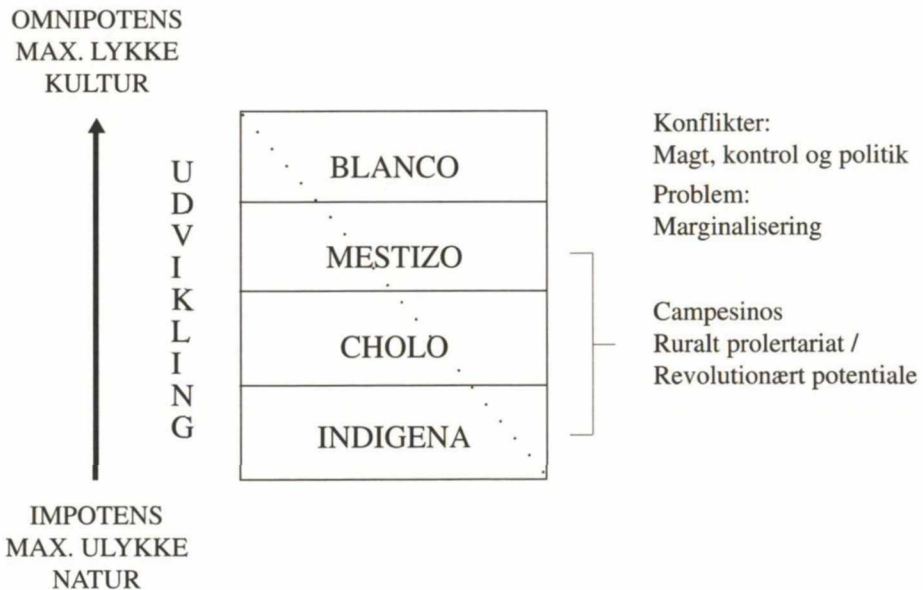 OMNIPOTENS
MAX. LYKKE
KULTUR
UDVIKLING
BLANCO
MESTIZO
CHOLO
INDIGENA
Konflikter:
Magt, kontrol og politik
Problem:
Marginalisering
Campesinos
Ruralt prolertariat /
Revolutionært potentiale
IMPOTENS
MAX. ULYKKE
NATUR